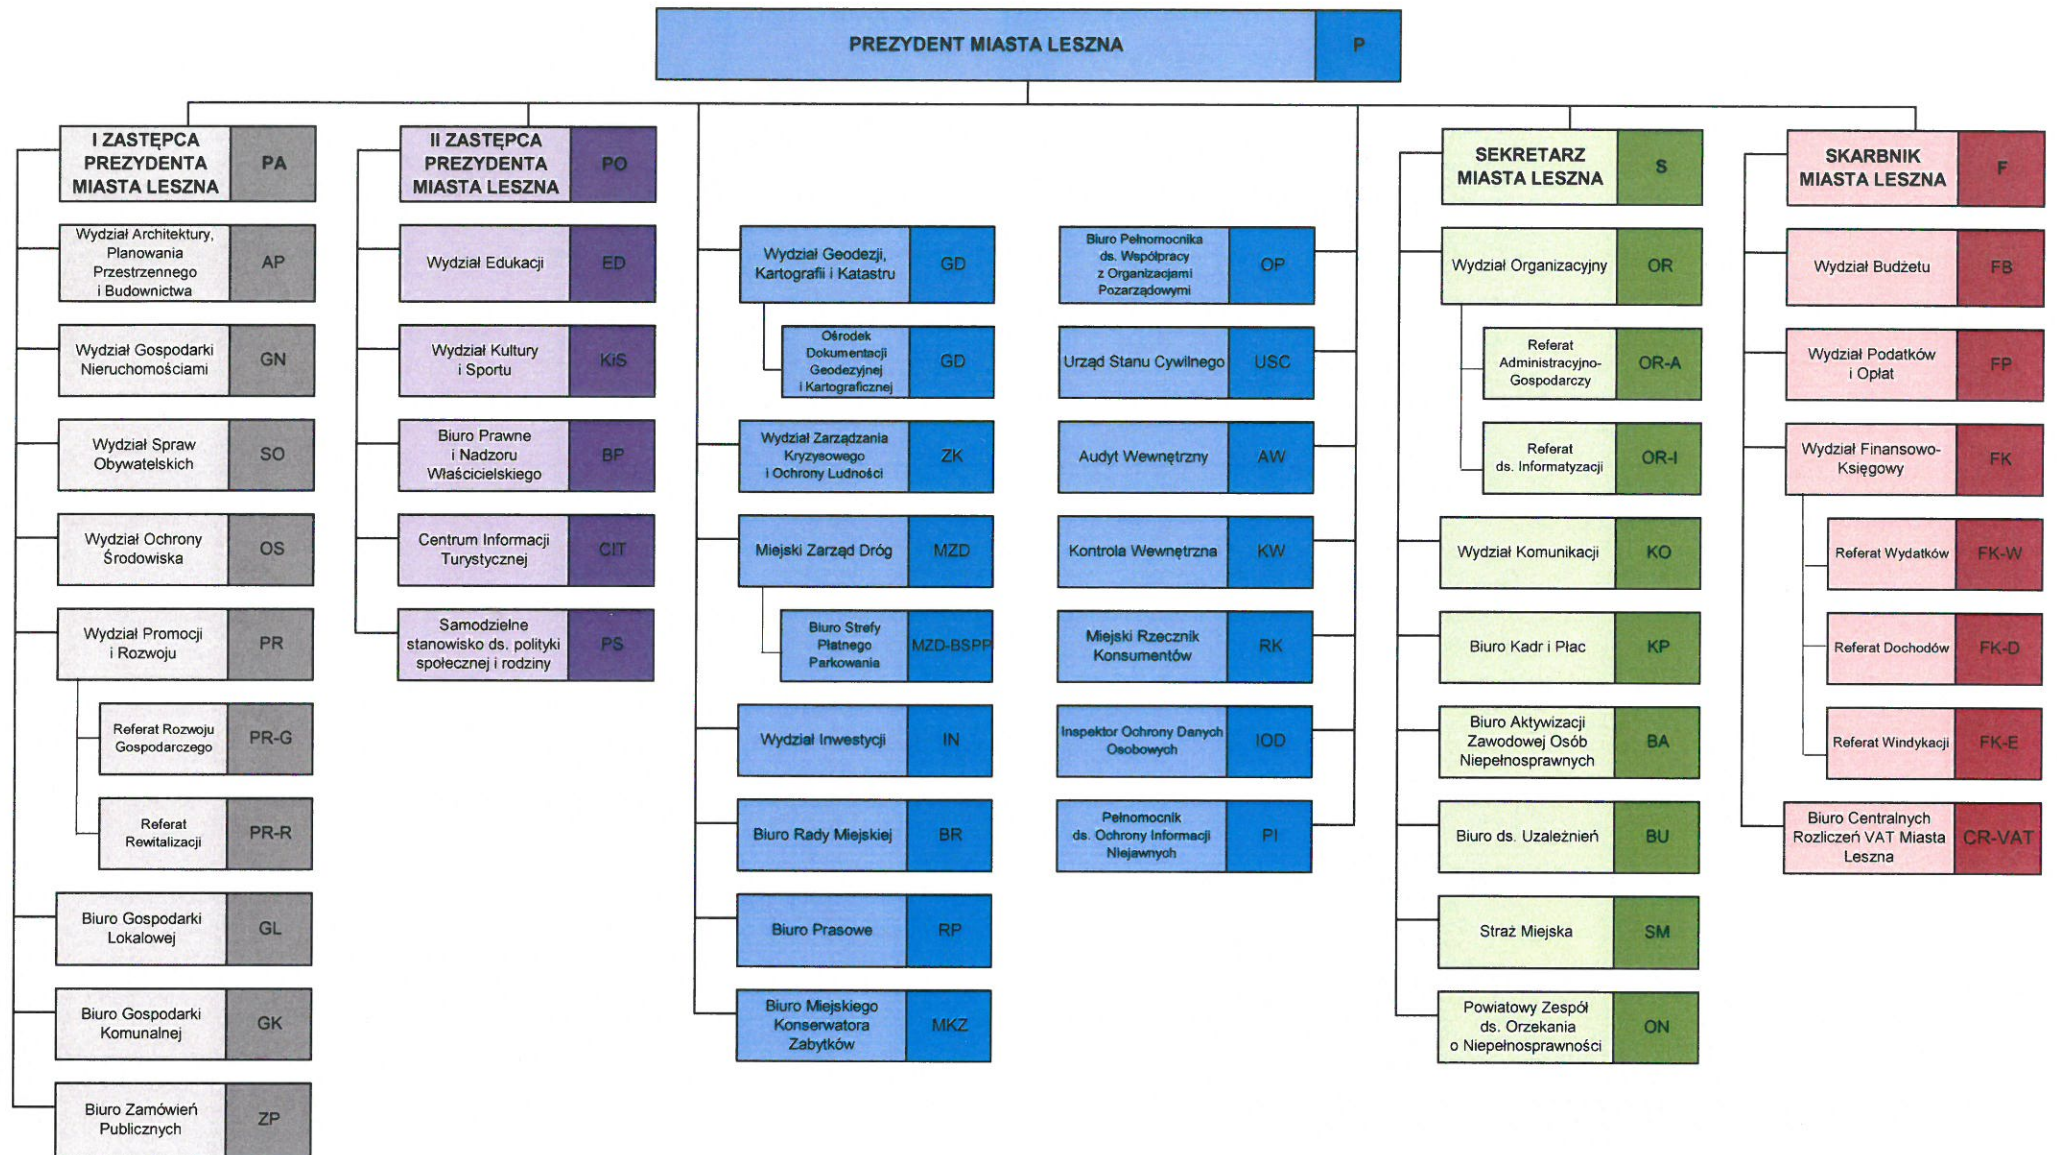 PREZYDENT MIASTA LESZNA
P
I ZASTĘPCA
PREZYDENTA
MIASTA LESZNA
PA
Wydział Architektury,
Planowania
Przestrzennego
i Budownictwa
AP
Wydział Gospodarki
Nieruchomościami
GN
Wydział Spraw
Obywatelskich
SO
Wydział Ochrony
Środowiska
OS
Wydział Promocji
i Rozwoju
PR
Referat Rozwoju
Gospodarczego
PR-G
Referat
Rewitalizacji
PR-R
Biuro Gospodarki
Lokalowej
GL
Biuro Gospodarki
Komunalnej
GK
Biuro Zamówień
Publicznych
ZP
II ZASTĘPCA
PREZYDENTA
MIASTA LESZNA
PO
Wydział Edukacji
ED
Wydział Kultury
i Sportu
KiS
Biuro Prawne
i Nadzoru
Właścicielskiego
BP
Centrum Informacji
Turystycznej
CIT
Samodzielne
stanowisko ds. polityki
społecznej i rodziny
PS
Wydział Geodezji,
Kartografii i Katastru
GD
Ośrodek
Dokumentacji
Geodezyjnej
i Kartograficznej
GD
Wydział Zarządzania
Kryzysowego
i Ochrony Ludności
ZK
Miejski Zarząd Dróg
MZD
Biuro Strefy
Płatnego
Parkowania
MZD-BSPP
Wydział Inwestycji
IN
Biuro Rady Miejskiej
BR
Biuro Prasowe
RP
Biuro Miejskiego
Konserwatora
Zabytków
MKZ
Biuro Pełnomocnika
ds. Współpracy
z Organizacjami
Pozarządowymi
OP
Urząd Stanu Cywilnego
USC
Audyt Wewnętrzny
AW
Kontrola Wewnętrzna
KW
Miejski Rzecznik
Konsumentów
RK
Inspektor Ochrony Danych
Osobowych
IOD
Pełnomocnik
ds. Ochrony Informacji
Niejawnych
PI
SEKRETARZ
MIASTA LESZNA
S
Wydział Organizacyjny
OR
Referat
Administracyjno-
Gospodarczy
OR-A
Referat
ds. Informatyzacji
OR-I
Wydział Komunikacji
KO
Biuro Kadr i Płac
KP
Biuro Aktywizacji
Zawodowej Osób
Niepełnosprawnych
BA
Biuro ds. Uzależnień
BU
Straż Miejska
SM
Powiatowy Zespół
ds. Orzekania
o Niepełnosprawności
ON
SKARBNIK
MIASTA LESZNA
F
Wydział Budżetu
FB
Wydział Podatków
i Opłat
FP
Wydział Finansowo-
Księgowy
FK
Referat Wydatków
FK-W
Referat Dochodów
FK-D
Referat Windykacji
FK-E
Biuro Centralnych
Rozliczeń VAT Miasta
Leszna
CR-VAT